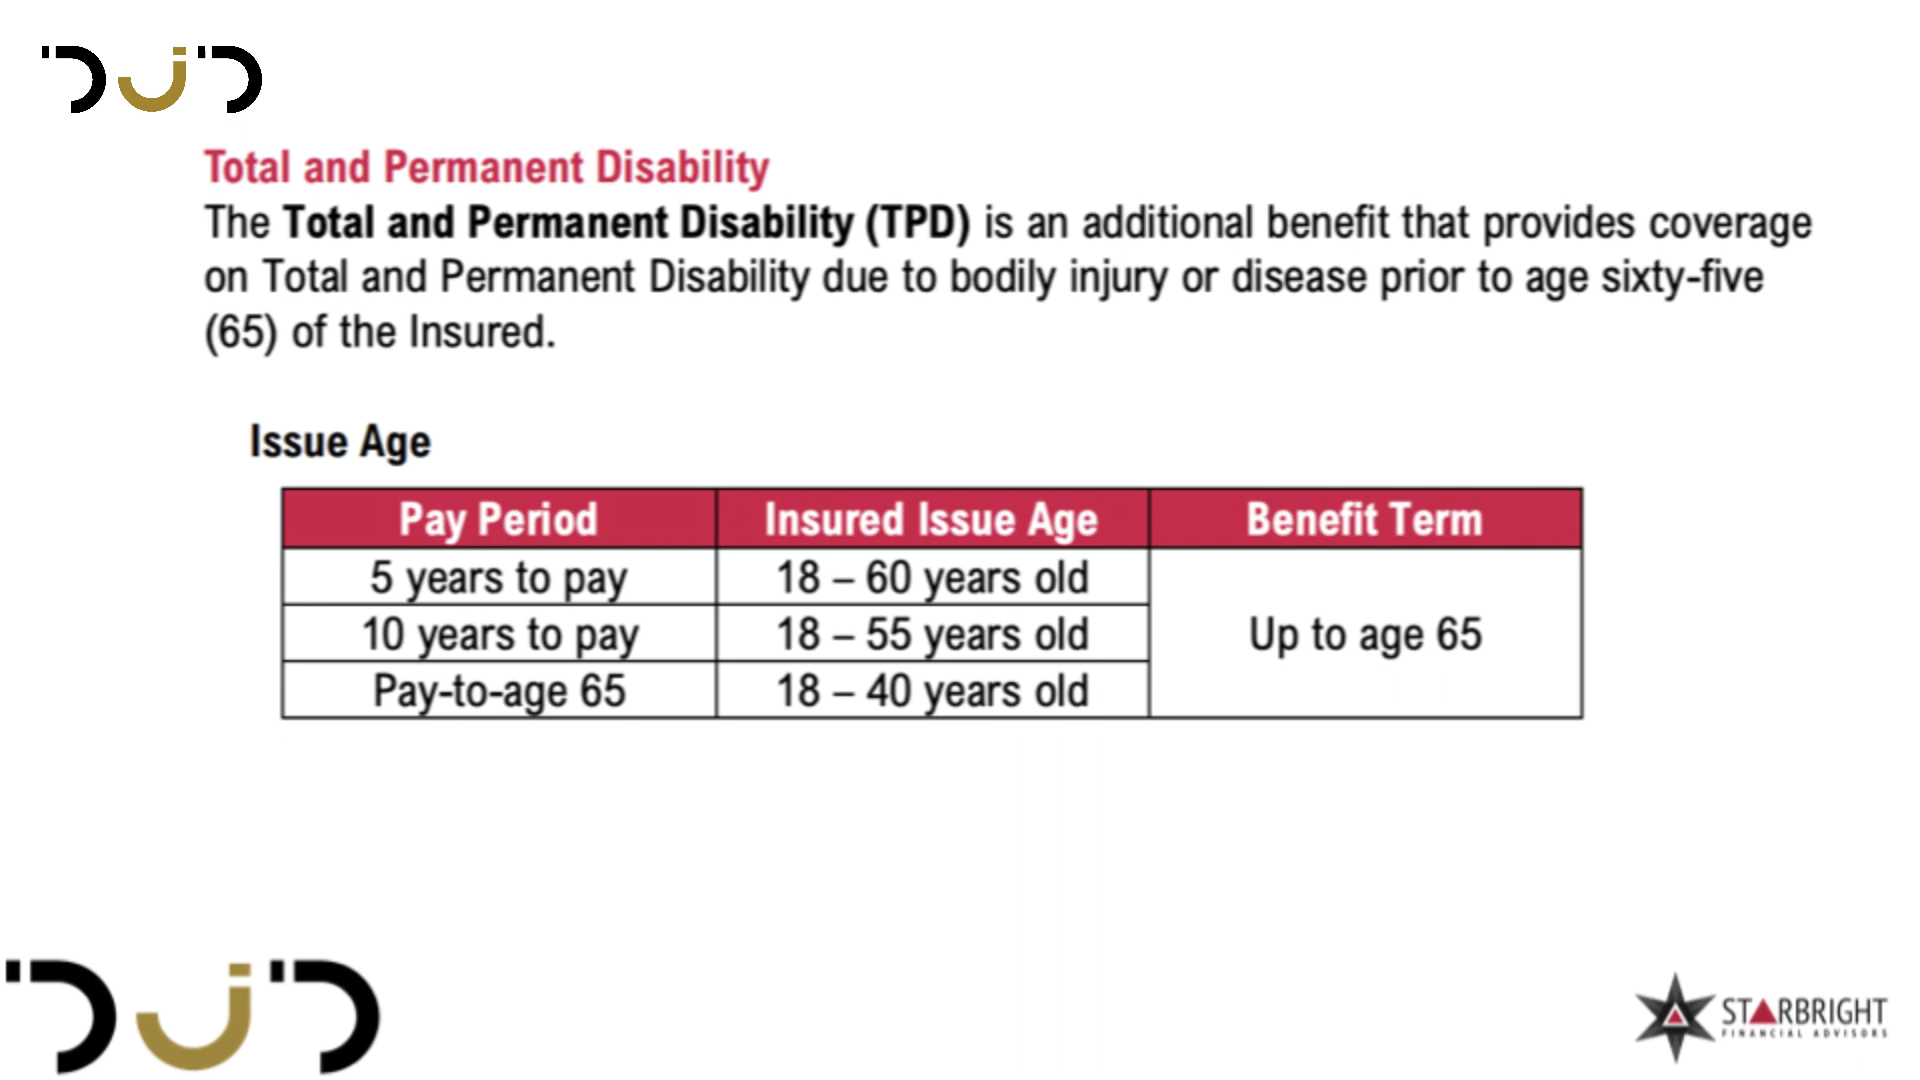 DJD
Total and Permanent Disability
The Total and Permanent Disability (TPD) is an additional benefit that provides coverage
on Total and Permanent Disability due to bodily injury or disease prior to age sixty-five
(65) of the Insured.
Issue Age
Pay Period Insured Issue Age Benefit Term
5 years to pay 18 – 60 years old
10 years to pay 18 – 55 years old Up to age 65
Pay-to-age 65 18 – 40 years old
DJD
STARBRIGHT
FINANCIAL ADVISORS